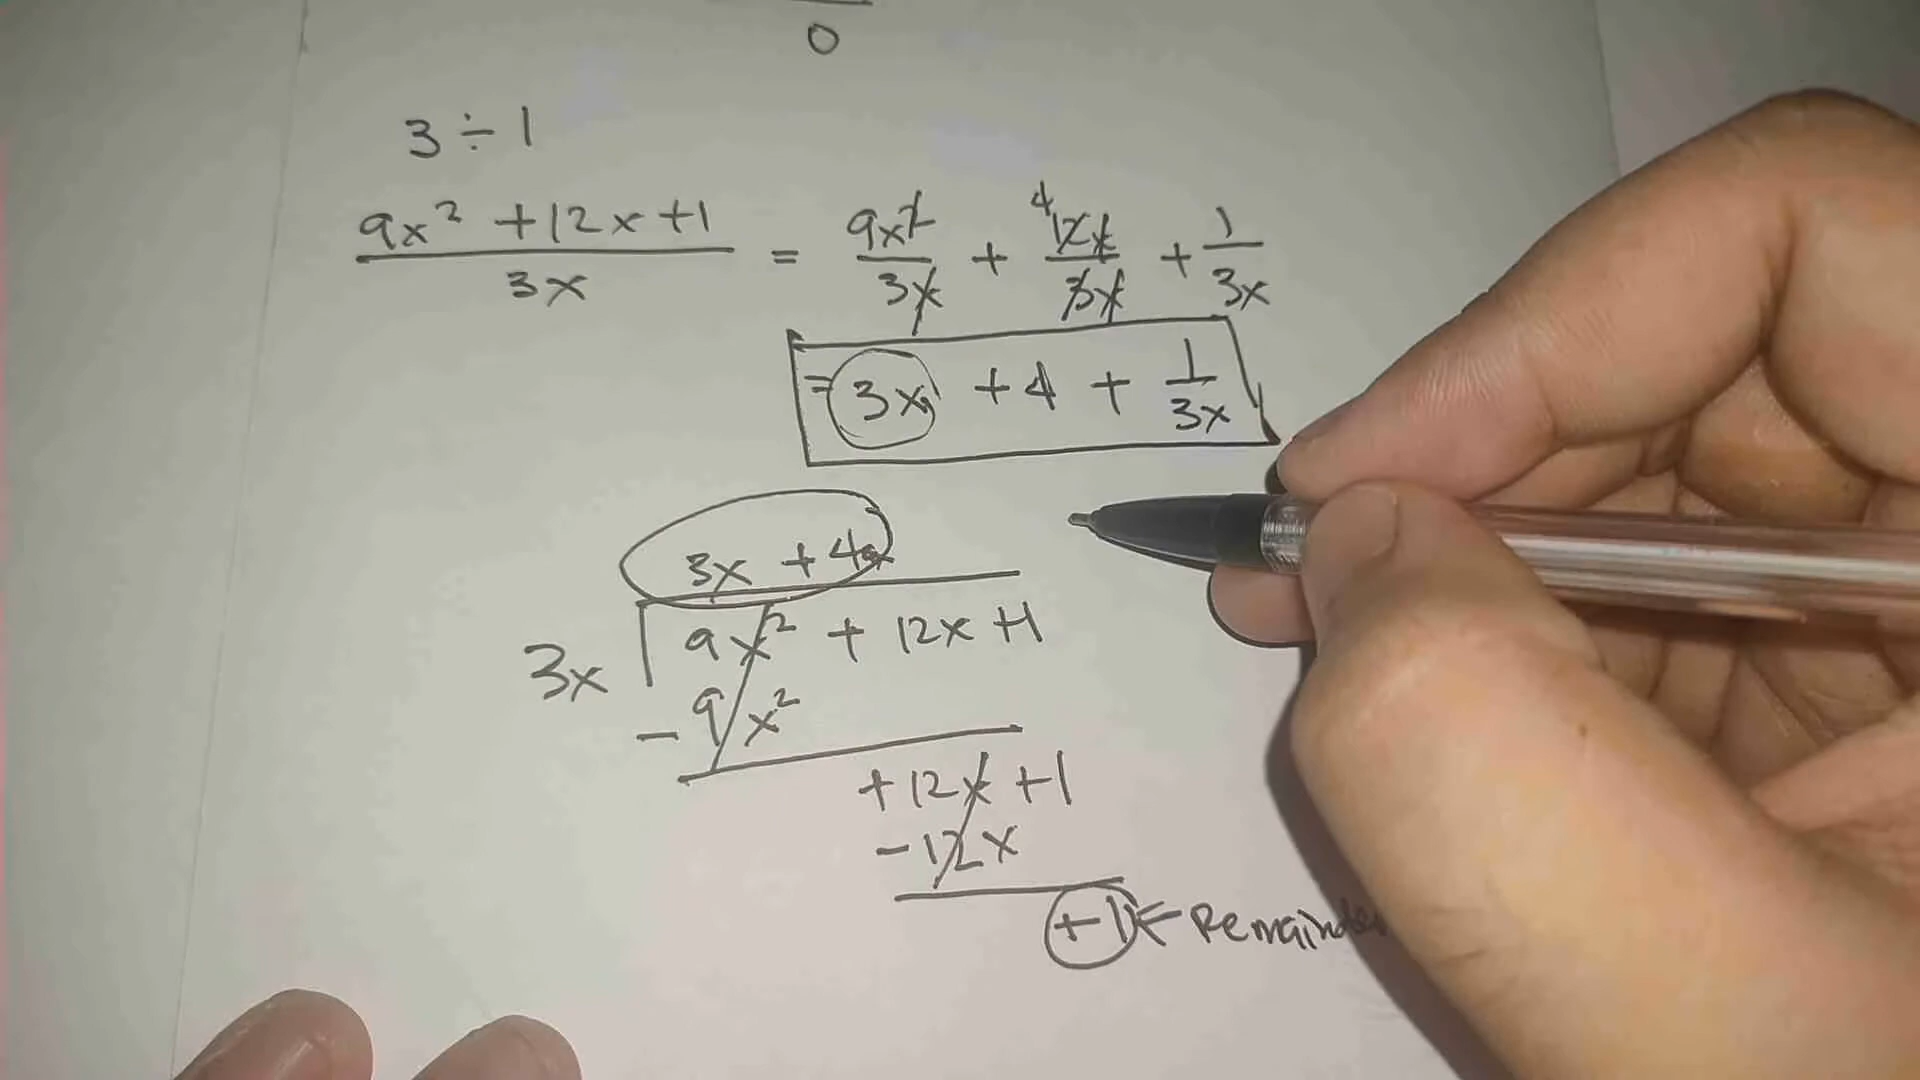 0
3 ÷ 1
9x² + 12x + 1 / 3x = 9x² / 3x + 4 12x / 3x + 1 / 3x
= 3x + 4 + 1 / 3x
3x + 4
3x 9x² + 12x + 1
- 9x²
+ 12x + 1
- 12x
+ 1 ← Remainder